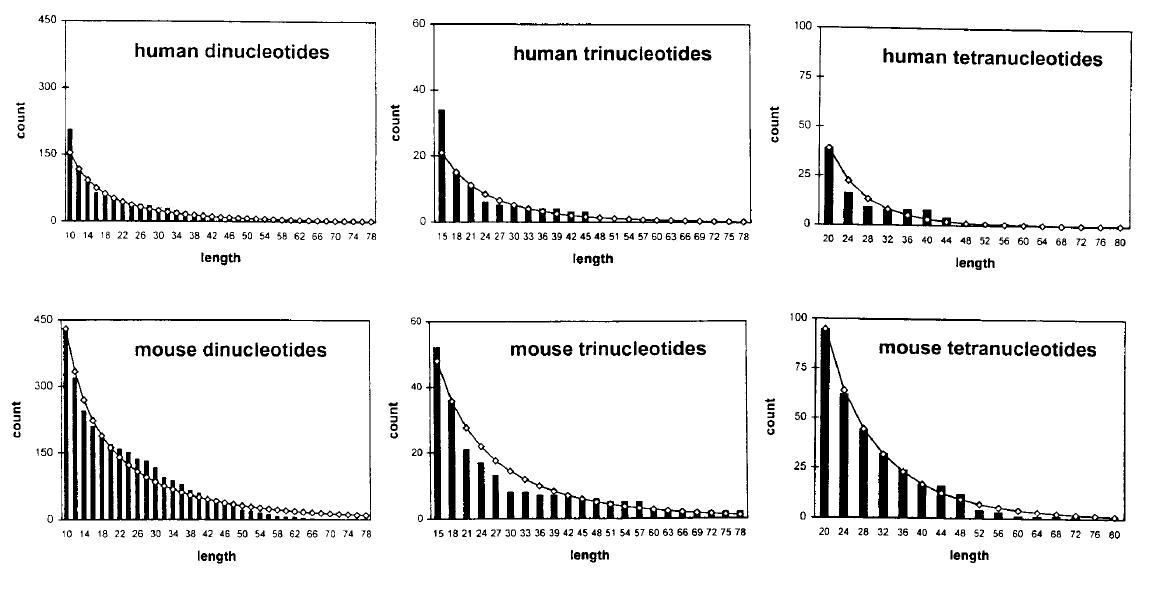 human dinucleotides
450
300
150
0
count
10 14 18 22 26 30 34 38 42 46 50 54 58 62 66 70 74 78
length
human trinucleotides
60
40
20
0
count
15 18 21 24 27 30 33 36 39 42 45 48 51 54 57 60 63 66 69 72 75 78
length
human tetranucleotides
100
75
50
25
0
count
20 24 28 32 36 40 44 48 52 56 60 64 68 72 76 80
length
mouse dinucleotides
450
300
150
0
count
10 14 18 22 26 30 34 38 42 46 50 54 58 62 66 70 74 78
length
mouse trinucleotides
60
40
20
0
count
15 18 21 24 27 30 33 36 39 42 45 48 51 54 57 60 63 66 69 72 75 78
length
mouse tetranucleotides
100
75
50
25
0
count
20 24 28 32 36 40 44 48 52 56 60 64 68 72 76 80
length